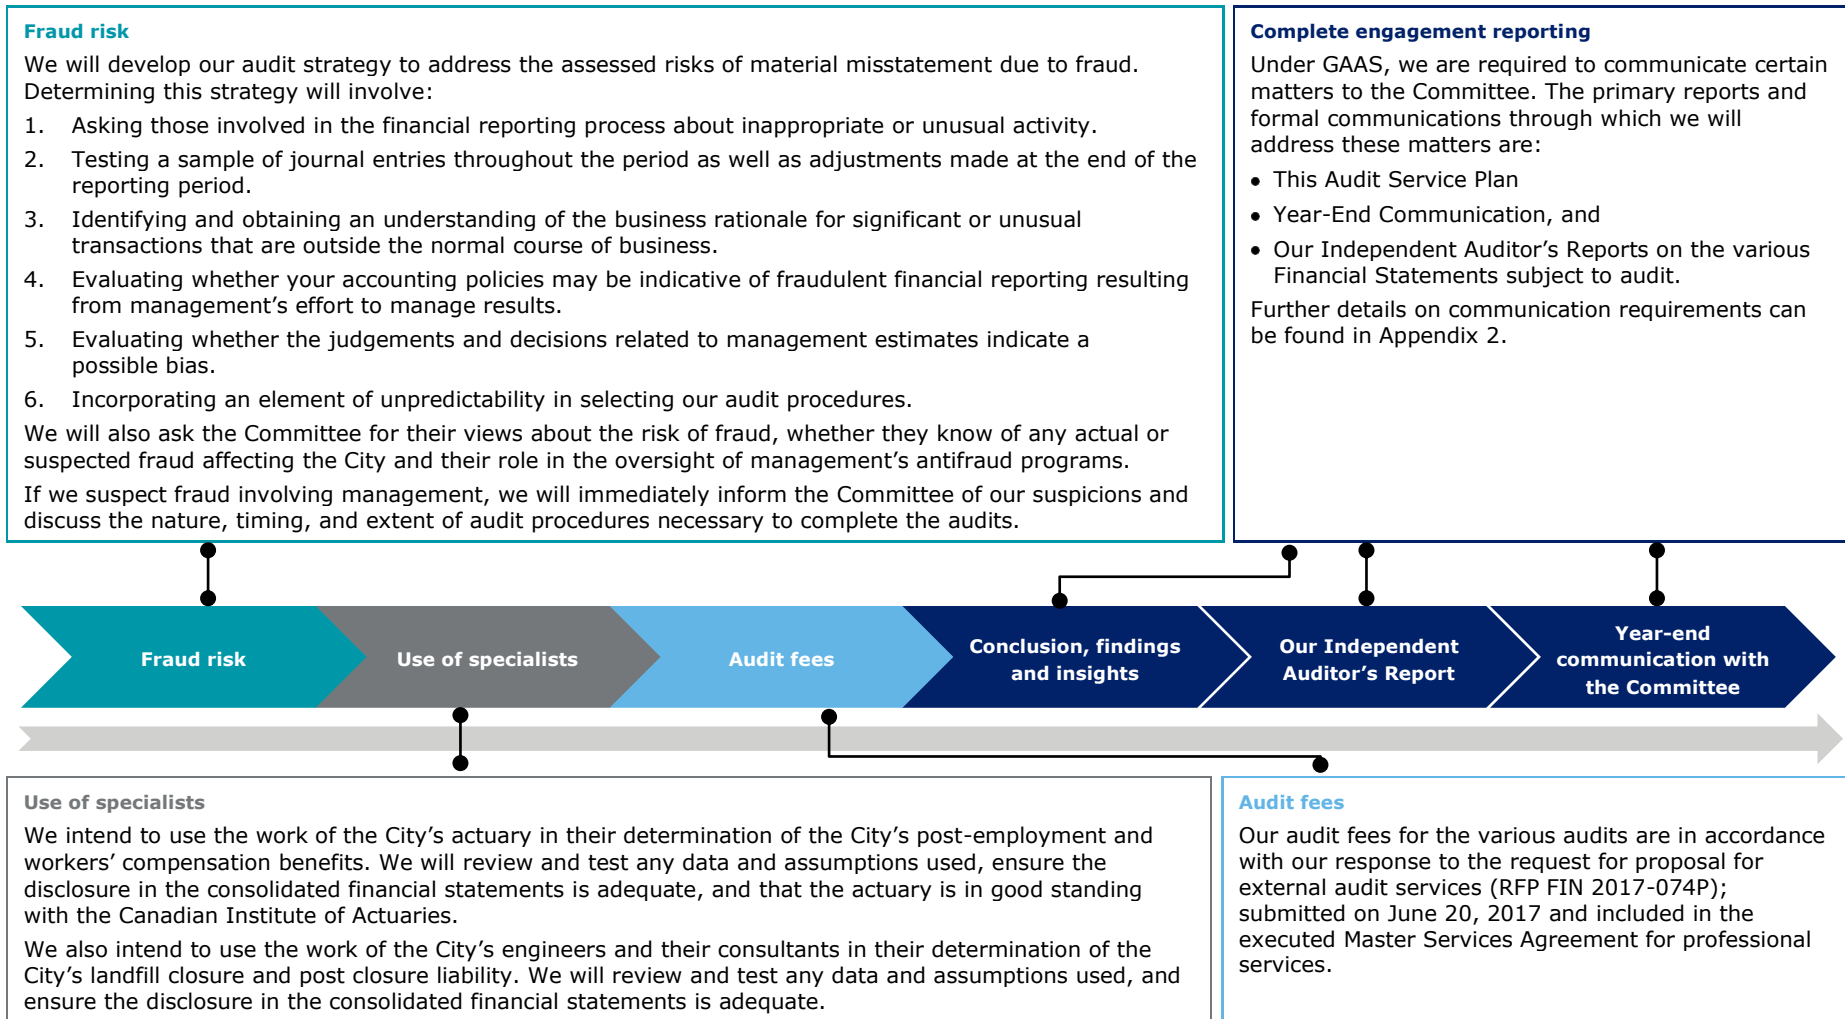 Fraud risk
We will develop our audit strategy to address the assessed risks of material misstatement due to fraud.
Determining this strategy will involve:
1. Asking those involved in the financial reporting process about inappropriate or unusual activity.
2. Testing a sample of journal entries throughout the period as well as adjustments made at the end of the
reporting period.
3. Identifying and obtaining an understanding of the business rationale for significant or unusual
transactions that are outside the normal course of business.
4. Evaluating whether your accounting policies may be indicative of fraudulent financial reporting resulting
from management’s effort to manage results.
5. Evaluating whether the judgements and decisions related to management estimates indicate a
possible bias.
6. Incorporating an element of unpredictability in selecting our audit procedures.
We will also ask the Committee for their views about the risk of fraud, whether they know of any actual or
suspected fraud affecting the City and their role in the oversight of management’s antifraud programs.
If we suspect fraud involving management, we will immediately inform the Committee of our suspicions and
discuss the nature, timing, and extent of audit procedures necessary to complete the audits.
Complete engagement reporting
Under GAAS, we are required to communicate certain
matters to the Committee. The primary reports and
formal communications through which we will
address these matters are:
• This Audit Service Plan
• Year-End Communication, and
• Our Independent Auditor’s Reports on the various
Financial Statements subject to audit.
Further details on communication requirements can
be found in Appendix 2.
Fraud risk
Use of specialists
Audit fees
Conclusion, findings
and insights
Our Independent
Auditor’s Report
Year-end
communication with
the Committee
Use of specialists
We intend to use the work of the City’s actuary in their determination of the City’s post-employment and
workers’ compensation benefits. We will review and test any data and assumptions used, ensure the
disclosure in the consolidated financial statements is adequate, and that the actuary is in good standing
with the Canadian Institute of Actuaries.
We also intend to use the work of the City’s engineers and their consultants in their determination of the
City’s landfill closure and post closure liability. We will review and test any data and assumptions used, and
ensure the disclosure in the consolidated financial statements is adequate.
Audit fees
Our audit fees for the various audits are in accordance
with our response to the request for proposal for
external audit services (RFP FIN 2017-074P);
submitted on June 20, 2017 and included in the
executed Master Services Agreement for professional
services.